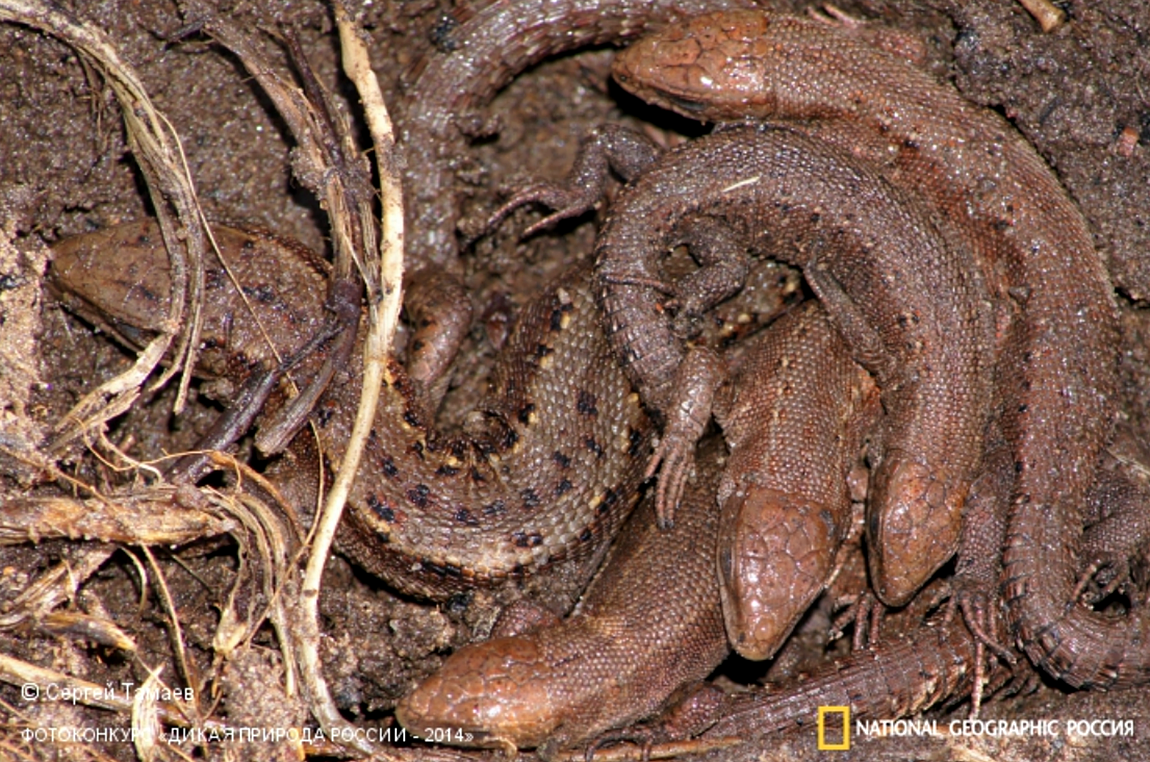 © Сергей Тамаев
ФОТОКОНКУРС «ДИКАЯ ПРИРОДА РОССИИ - 2014»
NATIONAL GEOGRAPHIC РОССИЯ